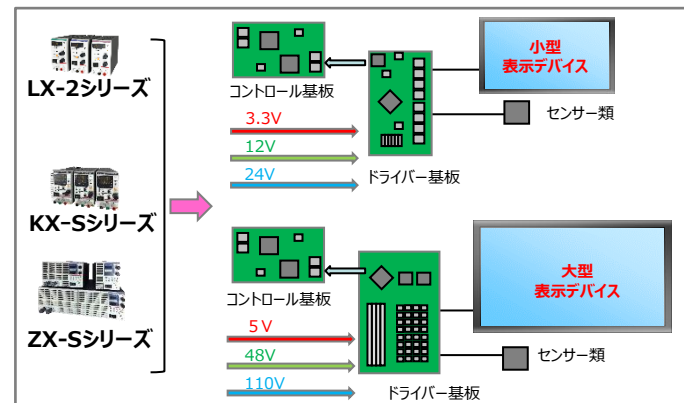 LX-2シリーズ
KX-Sシリーズ
ZX-Sシリーズ
コントロール基板
3.3V
12V
24V
ドライバー基板
小型
表示デバイス
センサー類
コントロール基板
5V
48V
110V
ドライバー基板
大型
表示デバイス
センサー類